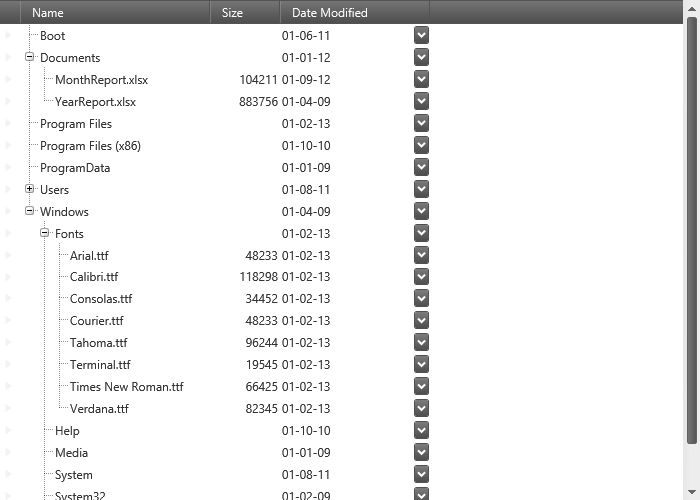 Name Size Date Modified
Boot 01-06-11
Documents 01-01-12
MonthReport.xlsx 104211 01-09-12
YearReport.xlsx 883756 01-04-09
Program Files 01-02-13
Program Files (x86) 01-10-10
ProgramData 01-01-09
Users 01-08-11
Windows 01-04-09
Fonts 01-02-13
Arial.ttf 48233 01-02-13
Calibri.ttf 118298 01-02-13
Consolas.ttf 34452 01-02-13
Courier.ttf 48233 01-02-13
Tahoma.ttf 96244 01-02-13
Terminal.ttf 19545 01-02-13
Times New Roman.ttf 66425 01-02-13
Verdana.ttf 82345 01-02-13
Help 01-10-10
Media 01-01-09
System 01-08-11
System32 01-02-09